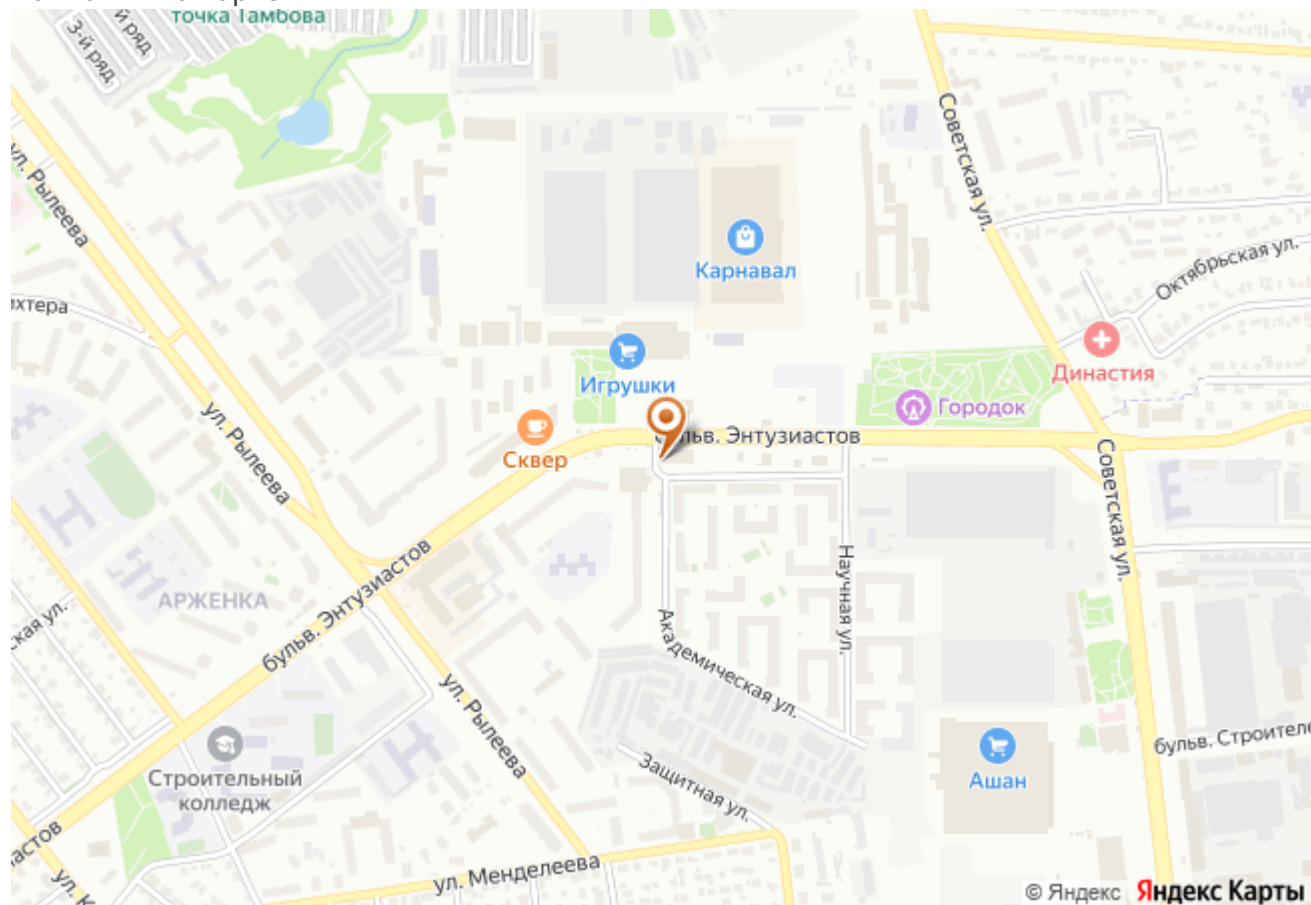 точка Тамбова
3-й ряд
й ряд
Советская ул.
ул. Рылеева
Карнавал
Октябрьская ул.
ихтера
Игрушки
Династия
Городок
Сквер
бульв. Энтузиастов
ул. Рылеева
Советская ул.
бульв. Энтузиастов
АРЖЕНКА
Научная ул.
ская ул.
Академическая ул.
ул. Рылеева
Строительный
колледж
Защитная ул.
Ашан
бульв. Строителе
астов
ул. Менделеева
ул. К
© Яндекс Яндекс Карты